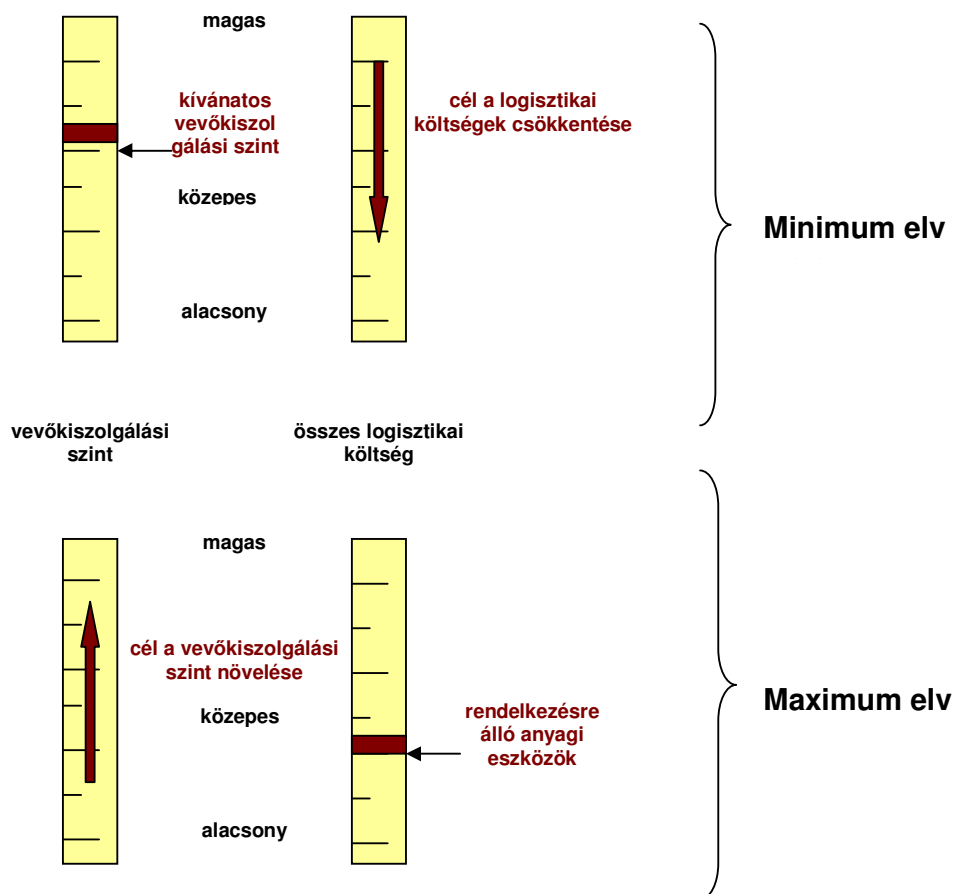 magas
kívánatos
vevőkiszol
gálási szint
cél a logisztikai
költségek csökkentése
közepes
Minimum elv
alacsony
vevőkiszolgálási
szint
összes logisztikai
költség
magas
cél a vevőkiszolgálási
szint növelése
közepes
rendelkezésre
álló anyagi
eszközök
Maximum elv
alacsony